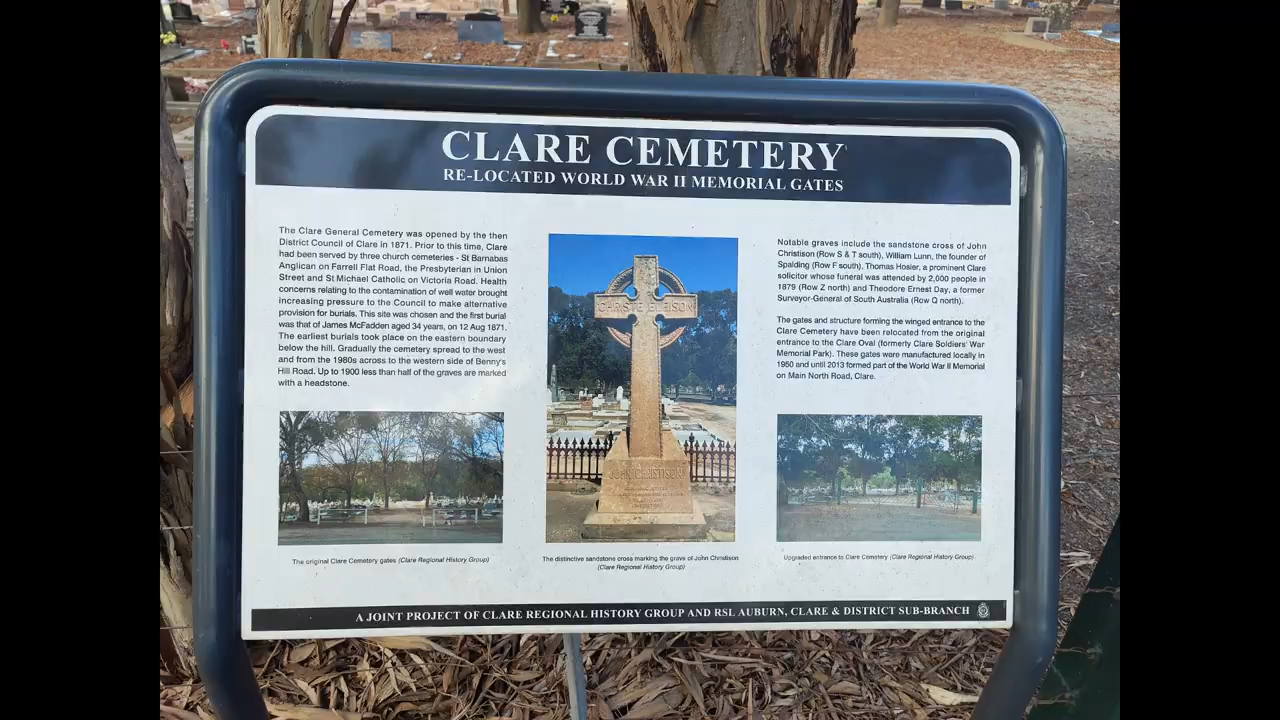 CLARE CEMETERY
RE-LOCATED WORLD WAR II MEMORIAL GATES
The Clare General Cemetery was opened by the then
District Council of Clare in 1871. Prior to this time, Clare
had been served by three church cemeteries - St Barnabas
Anglican on Farrell Flat Road, the Presbyterian in Union
Street and St Michael Catholic on Victoria Road. Health
concerns relating to the contamination of well water brought
increasing pressure to the Council to make alternative
provision for burials. This site was chosen and the first burial
was that of James McFadden aged 34 years, on 12 Aug 1871.
The earliest burials took place on the eastern boundary
below the hill. Gradually the cemetery spread to the west
and from the 1980s across to the western side of Benny's
Hill Road. Up to 1900 less than half of the graves are marked
with a headstone.
The original Clare Cemetery gates (Clare Regional History Group)
JOHN CHRISTISON
The distinctive sandstone cross marking the grave of John Christison
(Clare Regional History Group)
Notable graves include the sandstone cross of John
Christison (Row S & T south), William Lunn, the founder of
Spalding (Row F south), Thomas Hosier, a prominent Clare
solicitor whose funeral was attended by 2,000 people in
1879 (Row Z north) and Theodore Ernest Day, a former
Surveyor-General of South Australia (Row Q north).
The gates and structure forming the winged entrance to the
Clare Cemetery have been relocated from the original
entrance to the Clare Oval (formerly Clare Soldiers' War
Memorial Park). These gates were manufactured locally in
1950 and until 2013 formed part of the World War II Memorial
on Main North Road, Clare.
Upgraded entrance to Clare Cemetery (Clare Regional History Group)
A JOINT PROJECT OF CLARE REGIONAL HISTORY GROUP AND RSL AUBURN, CLARE & DISTRICT SUB-BRANCH